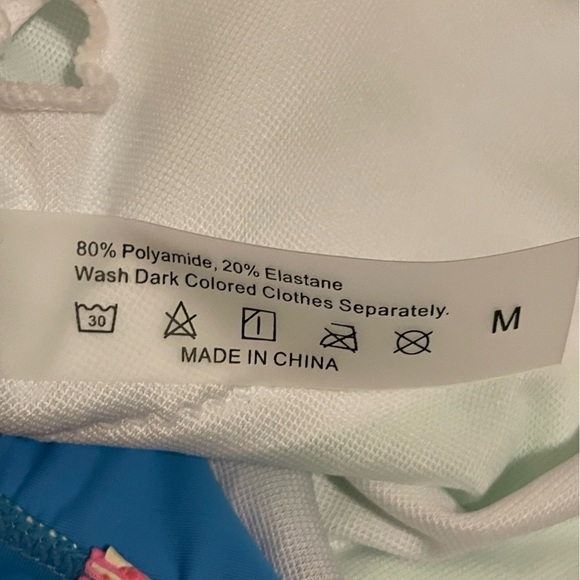 80% Polyamide, 20% Elastane
Wash Dark Colored Clothes Separately.
30
M
MADE IN CHINA